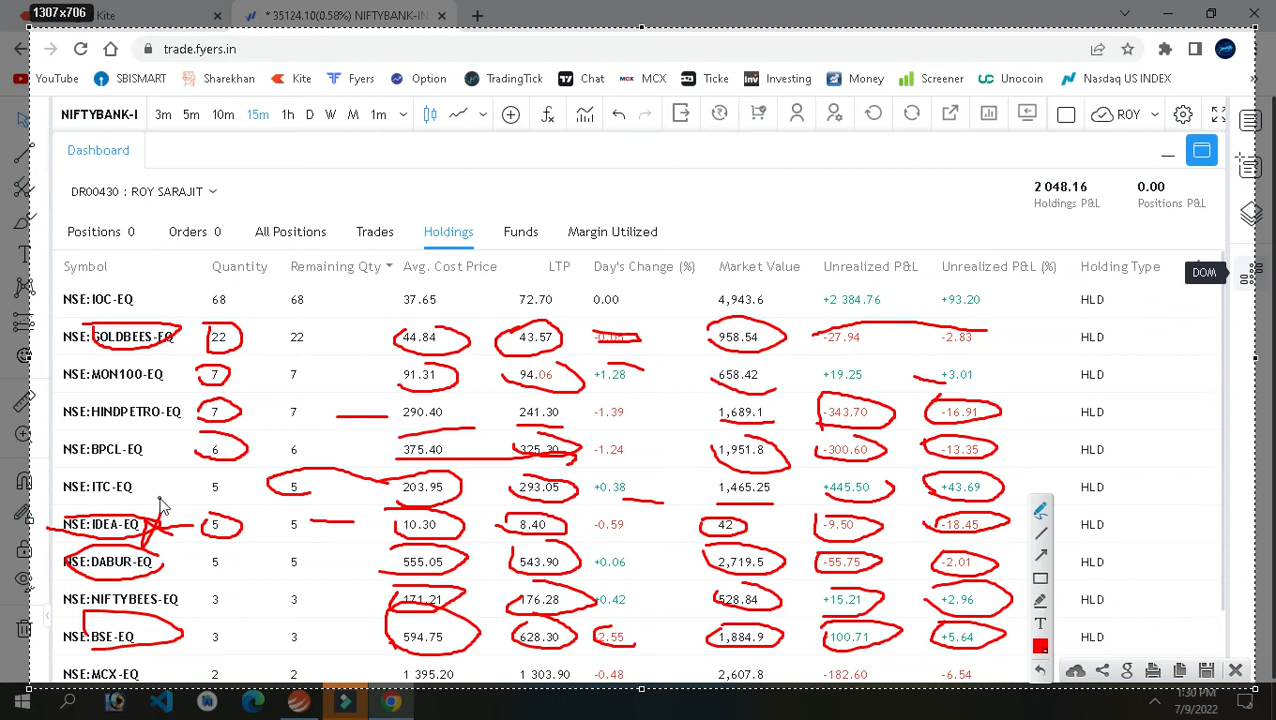 1307x706
Kite
* 35124.10(0.58%) NIFTYBANK-IN
trade.fyers.in
YouTube SBISMART Sharekhan Kite Fyers Option TradingTick Chat MCX Ticke Investing Money Screener Unocoin Nasdaq US INDEX
NIFTYBANK-I 3m 5m 10m 15m 1h D W M 1m ROY
Dashboard
DR00430 : ROY SARAJIT
2 048.16 0.00
Holdings P&L Positions P&L
Positions 0 Orders 0 All Positions Trades Holdings Funds Margin Utilized
Symbol Quantity Remaining Qty Avg. Cost Price LTP Day's Change (%) Market Value Unrealized P&L Unrealized P&L (%) Holding Type
DOM
NSE:IOC-EQ 68 68 37.65 72.70 0.00 4,943.6 +2 384.76 +93.20 HLD
NSE:GOLDBEES-EQ 22 22 44.84 43.57 958.54 -27.94 -2.83 HLD
NSE:MON100-EQ 7 7 91.31 94.06 +1.28 658.42 +19.25 +3.01 HLD
NSE:HINDPETRO-EQ 7 7 290.40 241.30 -1.39 1,689.1 -343.70 -16.91 HLD
NSE:BPCL-EQ 6 6 375.40 325.30 -1.24 1,951.8 -300.60 -13.35 HLD
NSE:ITC-EQ 5 5 203.95 293.05 +0.38 1,465.25 +445.50 +43.69 HLD
NSE:IDEA-EQ 5 5 10.30 8.40 -0.59 42 -9.50 -18.45 HLD
NSE:DABUR-EQ 5 5 555.05 543.90 +0.06 2,719.5 -55.75 -2.01 HLD
NSE:NIFTYBEES-EQ 3 3 171.21 176.28 +0.42 528.84 +15.21 +2.96 HLD
NSE:BSE-EQ 3 3 594.75 628.30 -2.55 1,884.9 +100.71 +5.64 HLD
NSE:MCX-EQ 2 2 1 395.20 1 303.90 -0.48 2,607.8 -182.60 -6.54 HLD
1:30 PM
7/9/2022